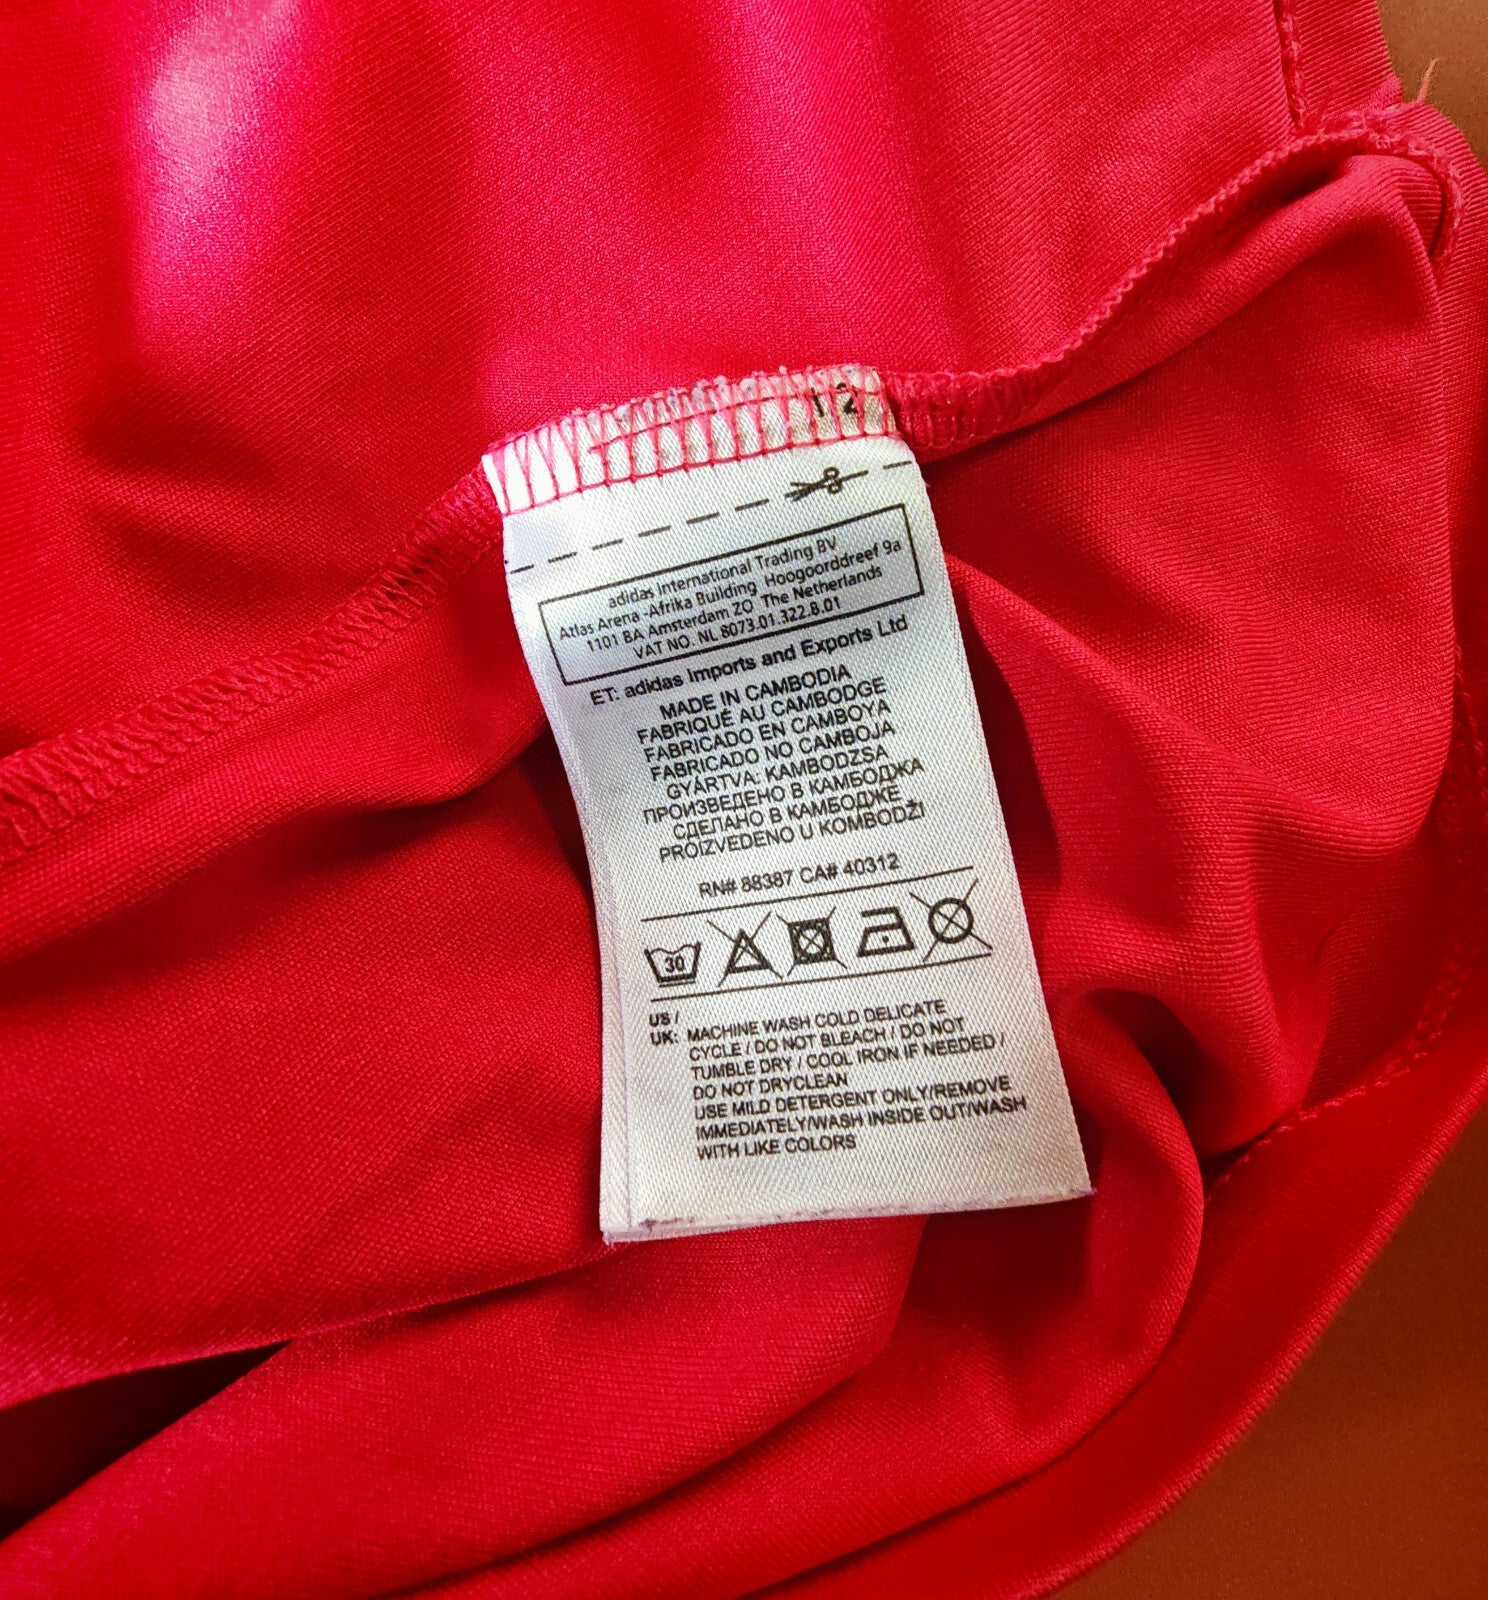 12
adidas International Trading BV
Atlas Arena -Afrika Building Hoogoorddreef 9a
1101 BA Amsterdam ZO The Netherlands
VAT NO. NL 8073.01.322.B.01
ET: adidas Imports and Exports Ltd
MADE IN CAMBODIA
FABRIQUÉ AU CAMBODGE
FABRICADO EN CAMBOYA
FABRICADO NO CAMBOJA
GYÁRTVA: KAMBODZSA
ПРОИЗВЕДЕНО В КАМБОДЖА
СДЕЛАНО В КАМБОДЖЕ
PROIZVEDENO U KOMBODŽI
RN# 88387 CA# 40312
30
US /
UK: MACHINE WASH COLD DELICATE
CYCLE / DO NOT BLEACH / DO NOT
TUMBLE DRY / COOL IRON IF NEEDED /
DO NOT DRYCLEAN
USE MILD DETERGENT ONLY/REMOVE
IMMEDIATELY/WASH INSIDE OUT/WASH
WITH LIKE COLORS